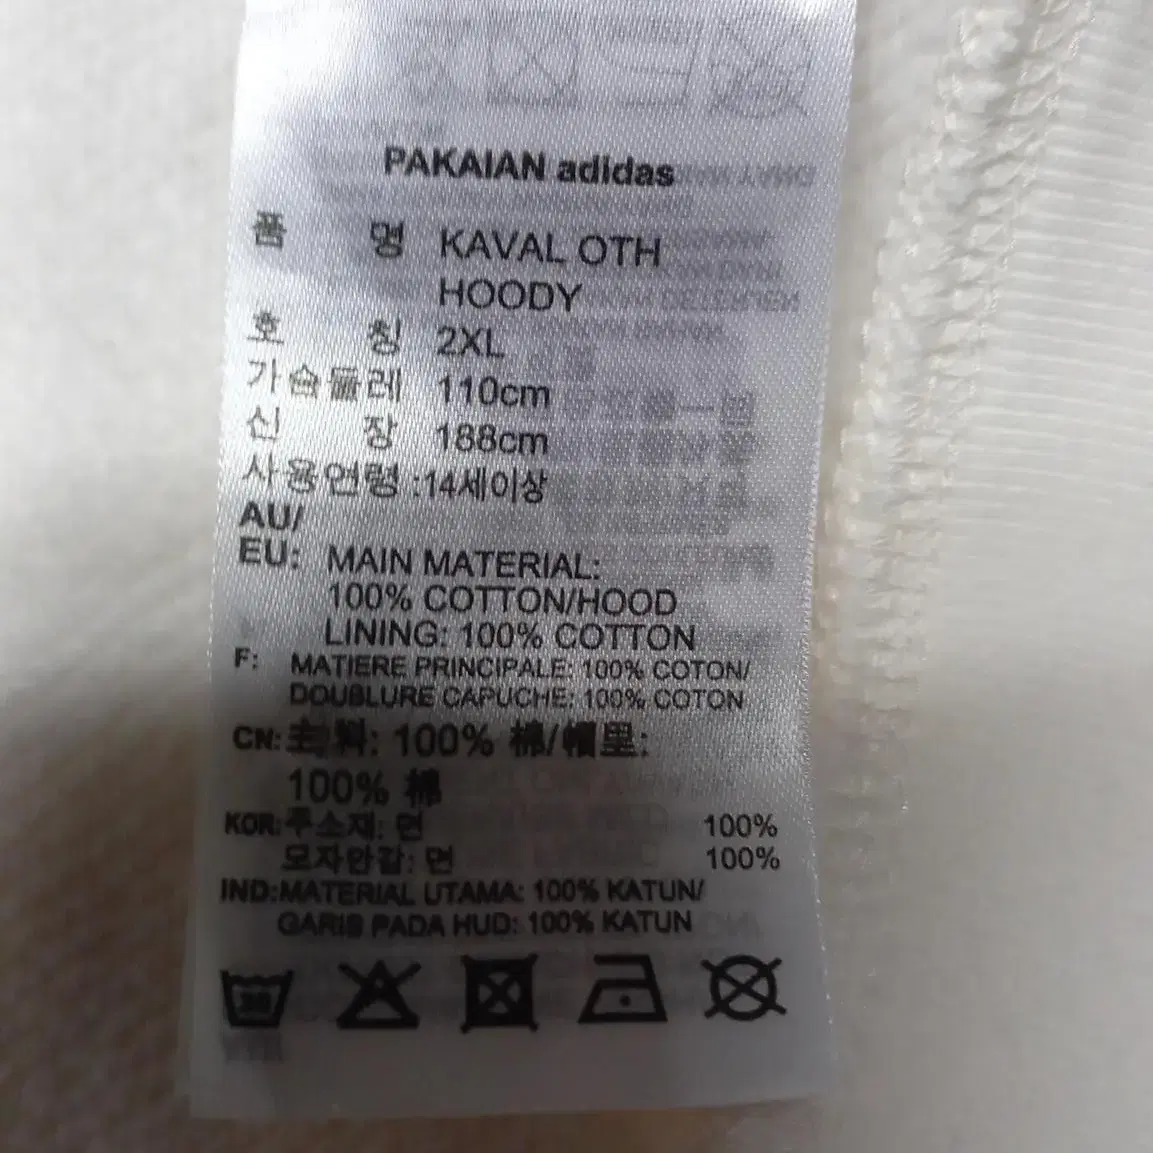 PAKAIAN adidas
품 명 KAVAL OTH
HOODY
호 칭 2XL
가슴둘레 110cm
신 장 188cm
사용연령 :14세이상
AU/
EU: MAIN MATERIAL:
100% COTTON/HOOD
LINING: 100% COTTON
F: MATIERE PRINCIPALE: 100% COTON/
DOUBLURE CAPUCHE: 100% COTON
CN: 主料: 100% 棉/帽里:
100% 棉
KOR: 주소재: 면 100%
모자안감: 면 100%
IND:MATERIAL UTAMA: 100% KATUN/
GARIS PADA HUD: 100% KATUN
30